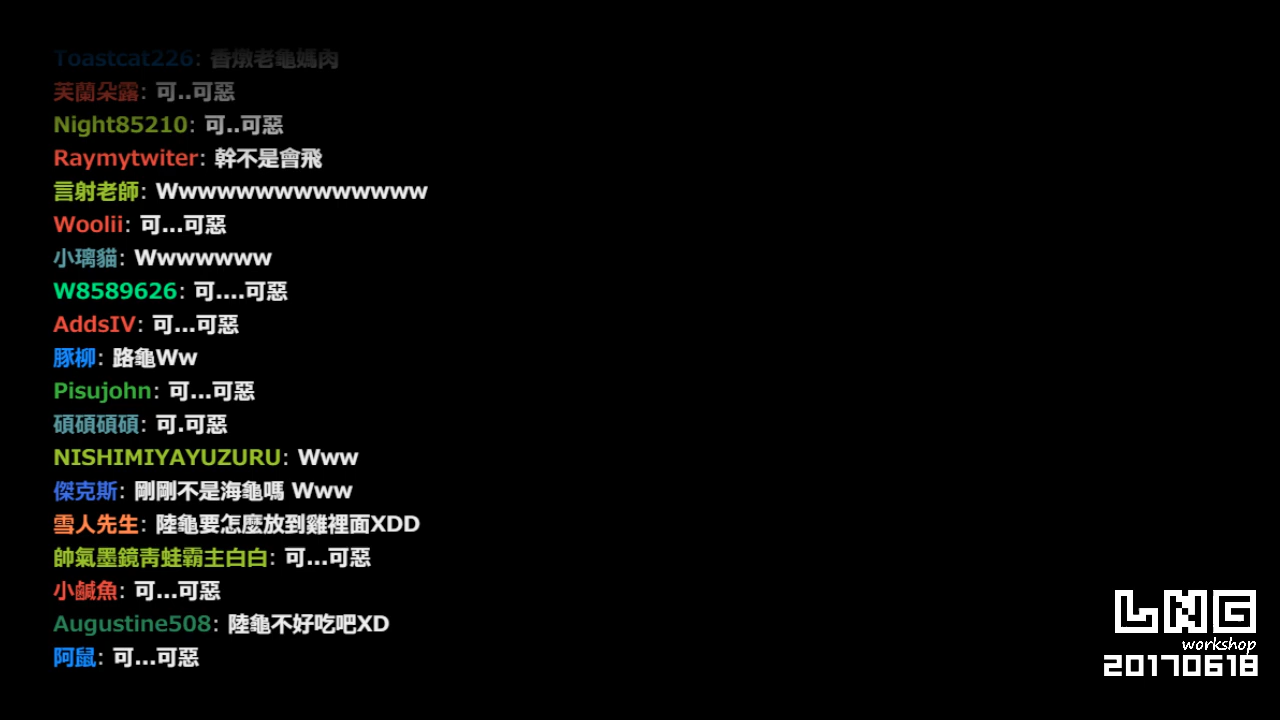 Toastcat226: 香燉老龜媽肉
芙蘭朵露: 可..可惡
Night85210: 可..可惡
Raymytwiter: 幹不是會飛
言射老師: Wwwwwwwwwwwwwww
Woolii: 可...可惡
小璃貓: Wwwwwww
W8589626: 可....可惡
AddsIV: 可...可惡
豚柳: 路龜Ww
Pisujohn: 可...可惡
碩碩碩碩: 可.可惡
NISHIMIYAYUZURU: Www
傑克斯: 剛剛不是海龜嗎 Www
雪人先生: 陸龜要怎麼放到雞裡面XDD
帥氣墨鏡青蛙霸主白白: 可...可惡
小鹹魚: 可...可惡
Augustine508: 陸龜不好吃吧XD
阿鼠: 可...可惡
LNG
workshop
20170618